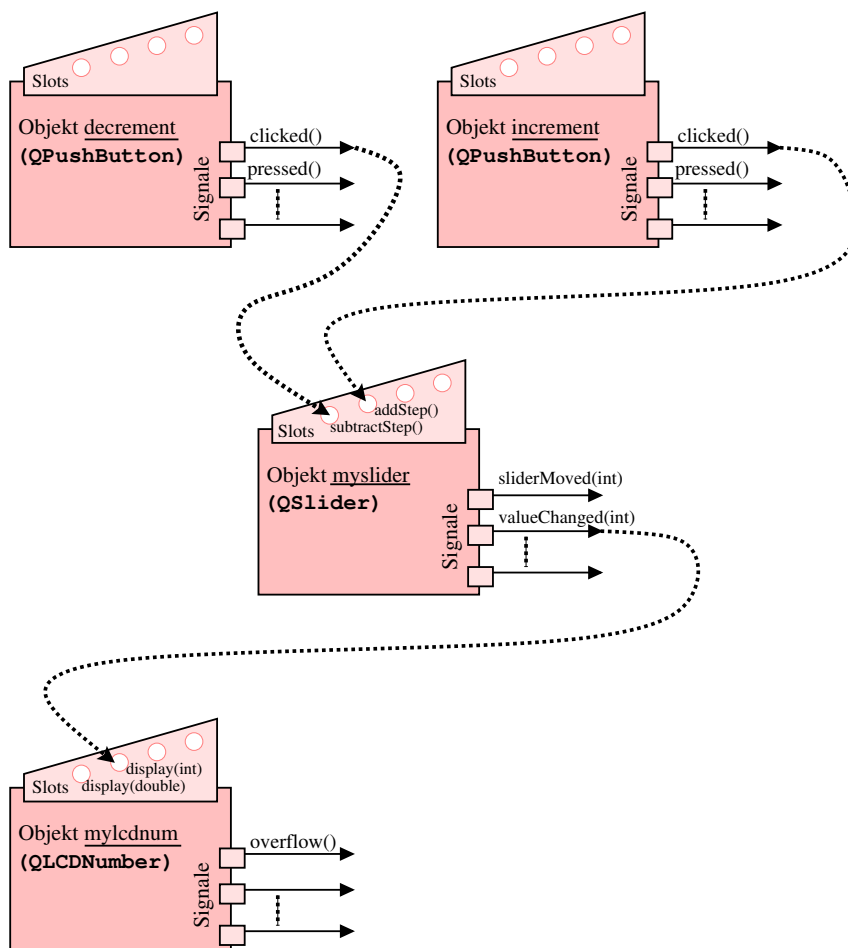 Slots
Objekt decrement
(QPushButton)
Signale
clicked()
pressed()
Slots
Objekt increment
(QPushButton)
Signale
clicked()
pressed()
addStep()
subtractStep()
Slots
Objekt myslider
(QSlider)
Signale
sliderMoved(int)
valueChanged(int)
display(int)
display(double)
Slots
Objekt mylcdnum
(QLCDNumber)
Signale
overflow()